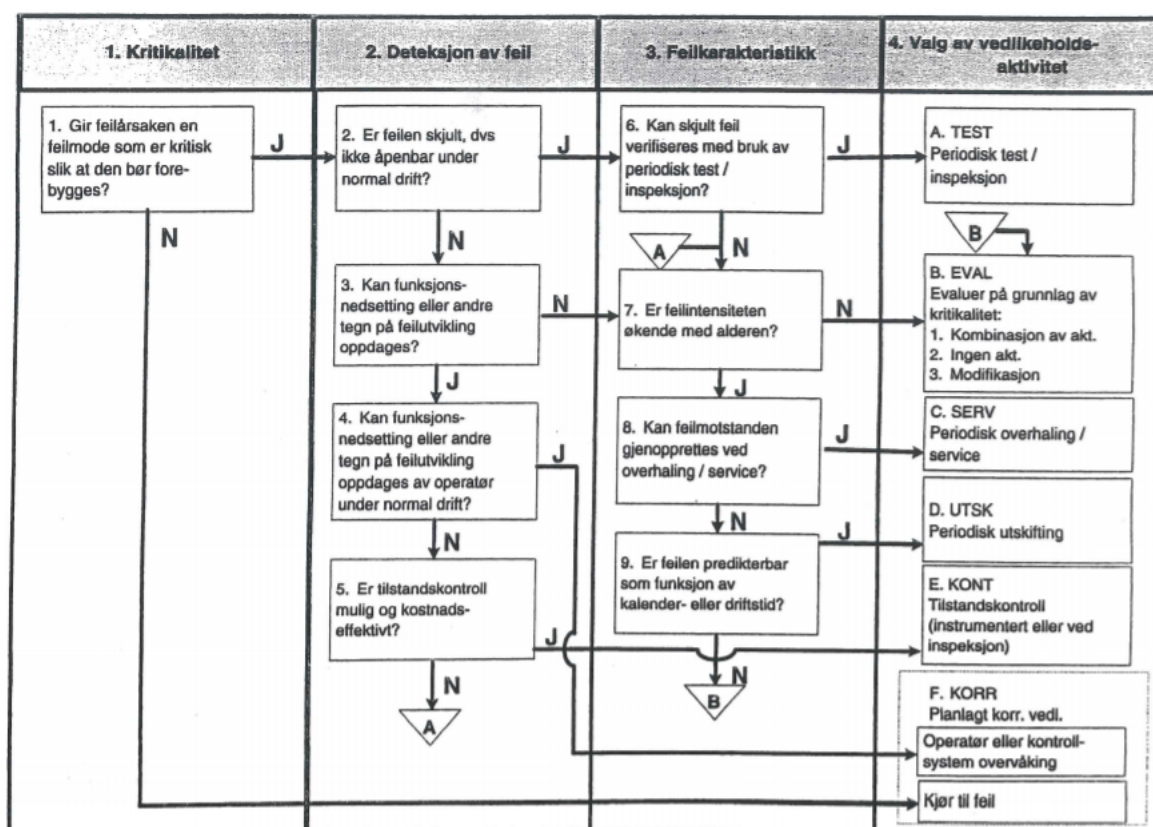 1. Kritikalitet
2. Deteksjon av feil
3. Feilkarakteristikk
4. Valg av vedlikeholds-
aktivitet
1. Gir feilårsaken en
feilmode som er kritisk
slik at den bør fore-
bygges?
J
N
2. Er feilen skjult, dvs
ikke åpenbar under
normal drift?
J
N
3. Kan funksjons-
nedsetting eller andre
tegn på feilutvikling
oppdages?
N
J
4. Kan funksjons-
nedsetting eller andre
tegn på feilutvikling
oppdages av operatør
under normal drift?
J
N
5. Er tilstandskontroll
mulig og kostnads-
effektivt?
J
N
A
6. Kan skjult feil
verifiseres med bruk av
periodisk test /
inspeksjon?
J
A
N
7. Er feilintensiteten
økende med alderen?
N
J
8. Kan feilmotstanden
gjenopprettes ved
overhaling / service?
J
N
9. Er feilen predikterbar
som funksjon av
kalender- eller driftstid?
J
N
B
A. TEST
Periodisk test /
inspeksjon
B
B. EVAL
Evaluer på grunnlag av
kritikalitet:
1. Kombinasjon av akt.
2. Ingen akt.
3. Modifikasjon
C. SERV
Periodisk overhaling /
service
D. UTSK
Periodisk utskifting
E. KONT
Tilstandskontroll
(instrumentert eller ved
inspeksjon)
F. KORR
Planlagt korr. vedl.
Operatør eller kontroll-
system overvåking
Kjør til feil